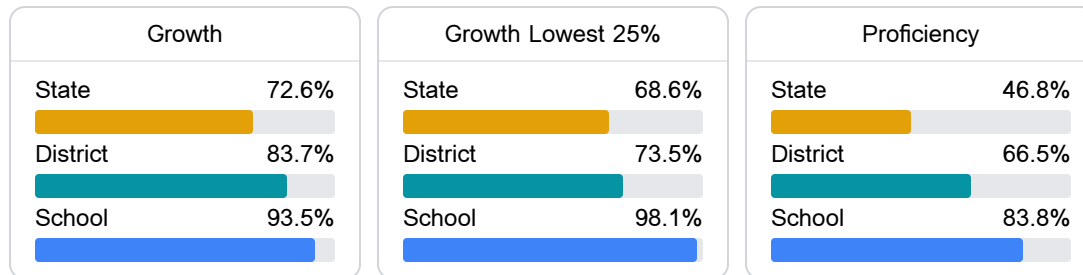 Growth
State 72.6%
District 83.7%
School 93.5%
Growth Lowest 25%
State 68.6%
District 73.5%
School 98.1%
Proficiency
State 46.8%
District 66.5%
School 83.8%